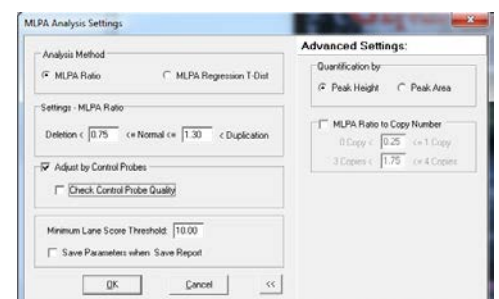 MLPA Analysis Settings
Analysis Method
MLPA Ratio
MLPA Regression T-Dist
Settings - MLPA Ratio
Deletion < 0.75 <= Normal <= 1.30 < Duplication
Adjust by Control Probes
Check Control Probe Quality
Minimum Lane Score Threshold: 10.00
Save Parameters when Save Report
OK
Cancel
<<
Advanced Settings:
Quantification by
Peak Height
Peak Area
MLPA Ratio to Copy Number
0 Copy < 0.25 <= 1 Copy
3 Copies < 1.75 <= 4 Copies